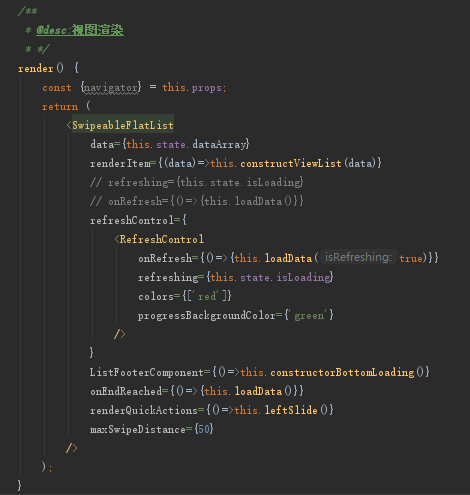 /**
 * @desc:视图渲染
 * */
render() {
    const {navigator} = this.props;
    return (
        <SwipeableFlatList
            data={this.state.dataArray}
            renderItem={(data)=>this.constructViewList(data)}
            // refreshing={this.state.isLoading}
            // onRefresh={()=>{this.loadData()}}
            refreshControl={
                <RefreshControl
                    onRefresh={()=>{this.loadData( isRefreshing: true)}}
                    refreshing={this.state.isLoading}
                    colors={['red']}
                    progressBackgroundColor={'green'}
                />
            }
            ListFooterComponent={()=>this.constructorBottomLoading()}
            onEndReached={()=>{this.loadData()}}
            renderQuickActions={()=>this.leftSlide()}
            maxSwipeDistance={50}
        />
    );
}